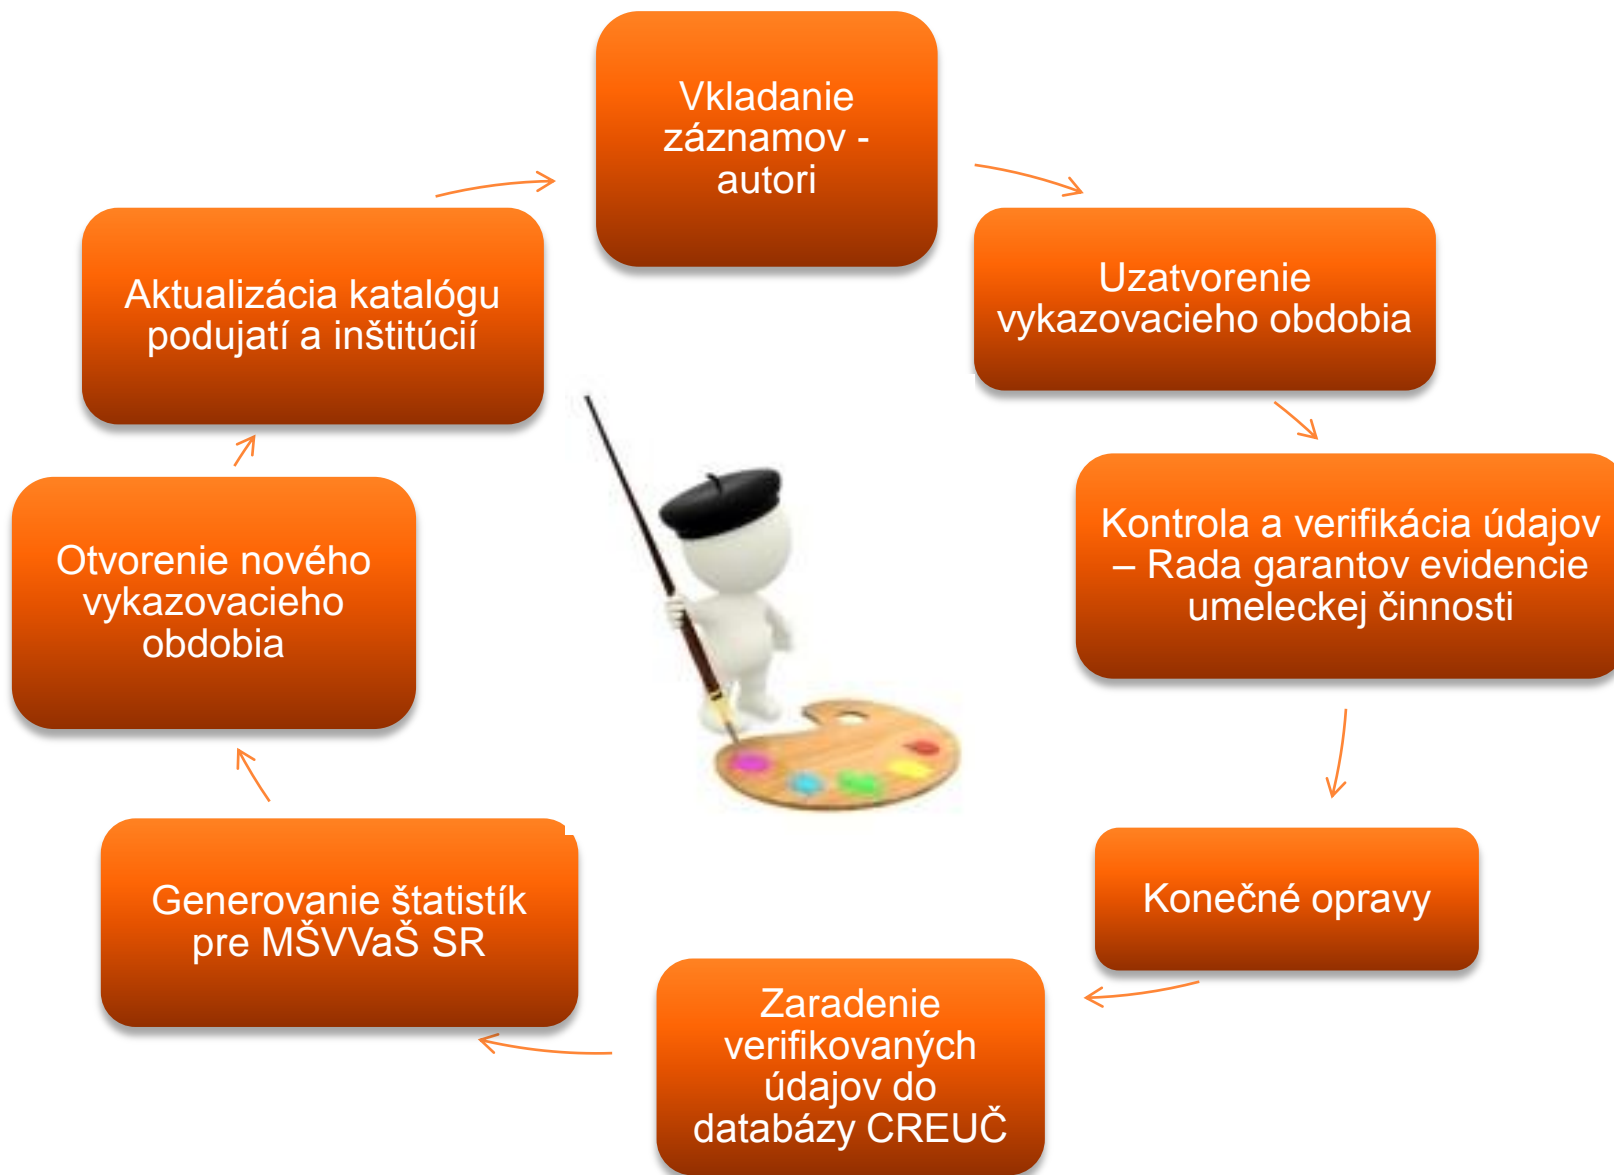 Vkladanie
záznamov -
autori
Uzatvorenie
vykazovacieho obdobia
Kontrola a verifikácia údajov
– Rada garantov evidencie
umeleckej činnosti
Konečné opravy
Zaradenie
verifikovaných
údajov do
databázy CREUČ
Generovanie štatistík
pre MŠVVaŠ SR
Otvorenie nového
vykazovacieho
obdobia
Aktualizácia katalógu
podujatí a inštitúcií